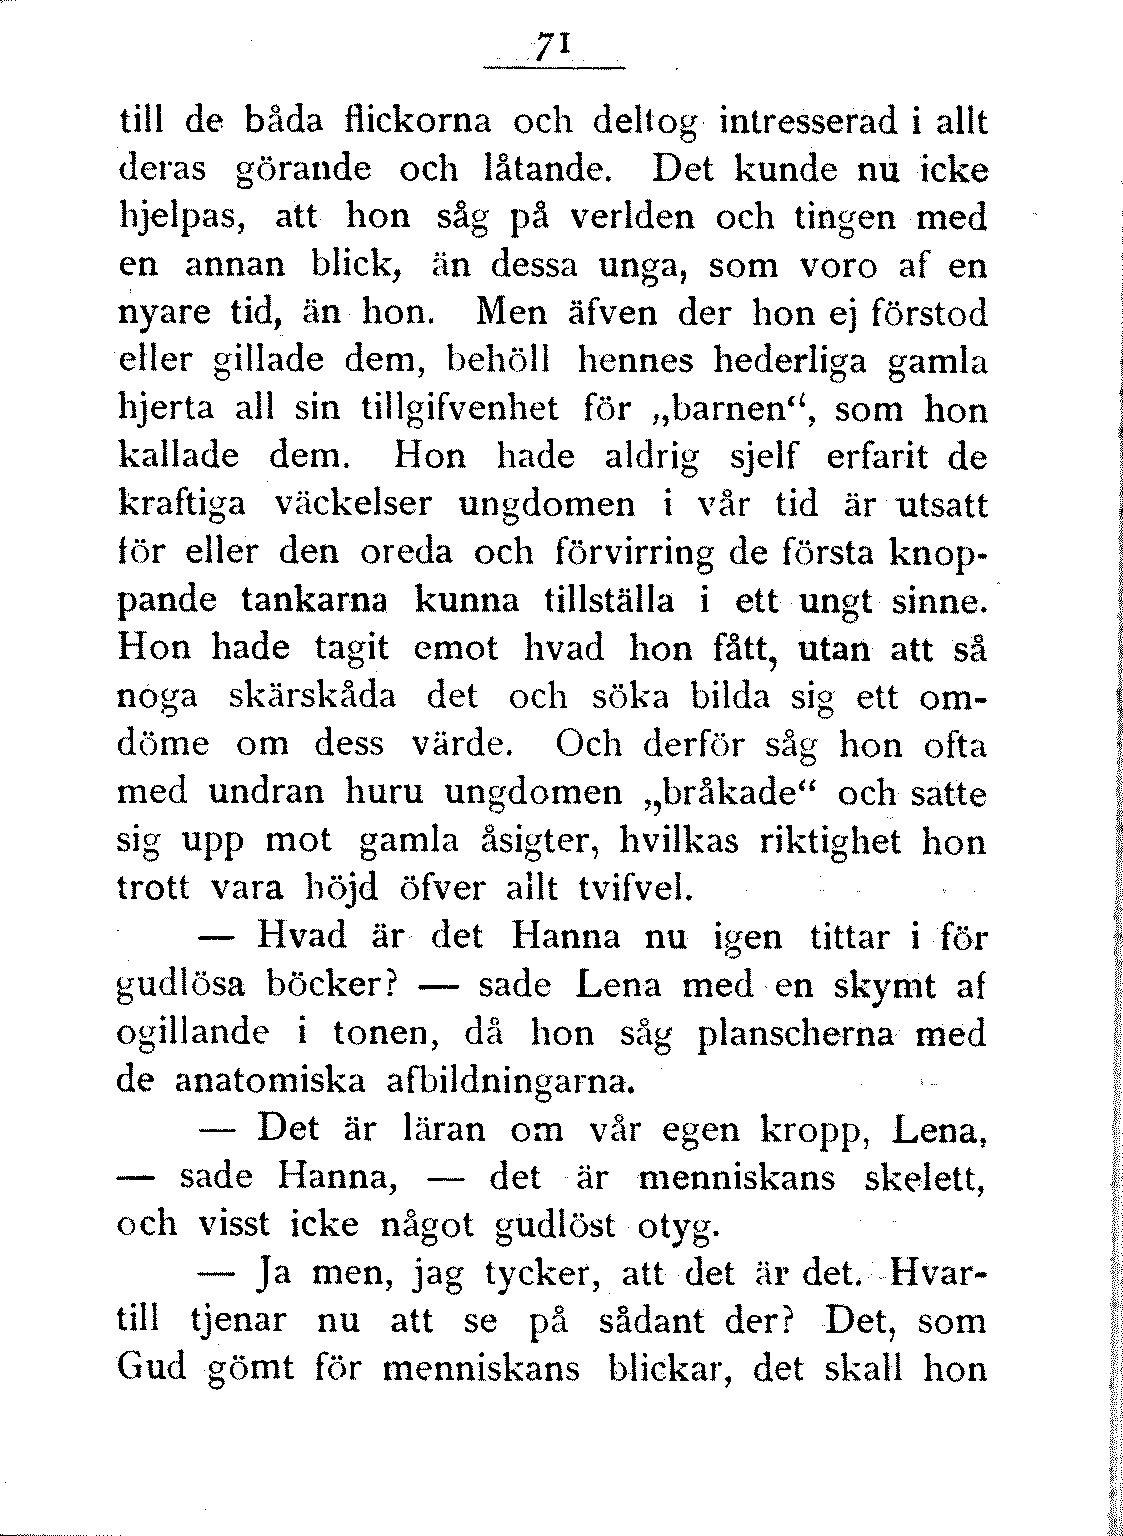 71
till de båda flickorna och deltog intresserad i allt
deras görande och låtande. Det kunde nu icke
hjelpas, att hon såg på verlden och tingen med
en annan blick, än dessa unga, som voro af en
nyare tid, än hon. Men äfven der hon ej förstod
eller gillade dem, behöll hennes hederliga gamla
hjerta all sin tillgifvenhet för „barnen“, som hon
kallade dem. Hon hade aldrig sjelf erfarit de
kraftiga väckelser ungdomen i vår tid är utsatt
för eller den oreda och förvirring de första knop-
pande tankarna kunna tillställa i ett ungt sinne.
Hon hade tagit emot hvad hon fått, utan att så
noga skärskåda det och söka bilda sig ett om-
döme om dess värde. Och derför såg hon ofta
med undran huru ungdomen „bråkade“ och satte
sig upp mot gamla åsigter, hvilkas riktighet hon
trott vara höjd öfver allt tvifvel.
— Hvad är det Hanna nu igen tittar i för
gudlösa böcker? — sade Lena med en skymt af
ogillande i tonen, då hon såg planscherna med
de anatomiska afbildningarna.
— Det är läran om vår egen kropp, Lena,
— sade Hanna, — det är menniskans skelett,
och visst icke något gudlöst otyg.
— Ja men, jag tycker, att det är det. Hvar-
till tjenar nu att se på sådant der? Det, som
Gud gömt för menniskans blickar, det skall hon